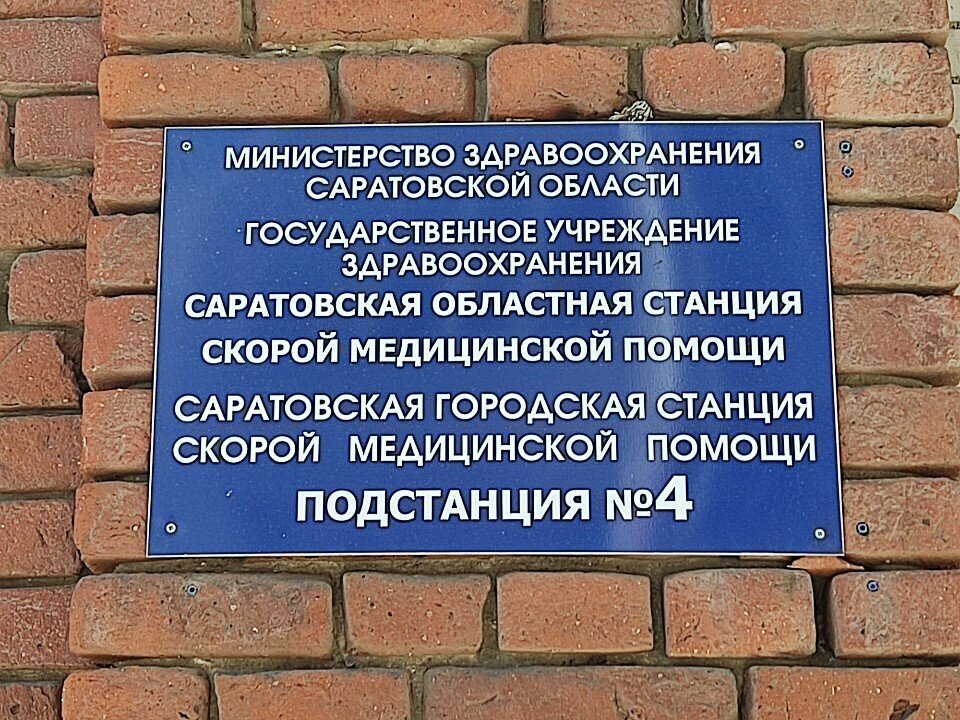 МИНИСТЕРСТВО ЗДРАВООХРАНЕНИЯ
САРАТОВСКОЙ ОБЛАСТИ
ГОСУДАРСТВЕННОЕ УЧРЕЖДЕНИЕ
ЗДРАВООХРАНЕНИЯ
САРАТОВСКАЯ ОБЛАСТНАЯ СТАНЦИЯ
СКОРОЙ МЕДИЦИНСКОЙ ПОМОЩИ
САРАТОВСКАЯ ГОРОДСКАЯ СТАНЦИЯ
СКОРОЙ МЕДИЦИНСКОЙ ПОМОЩИ
ПОДСТАНЦИЯ №4